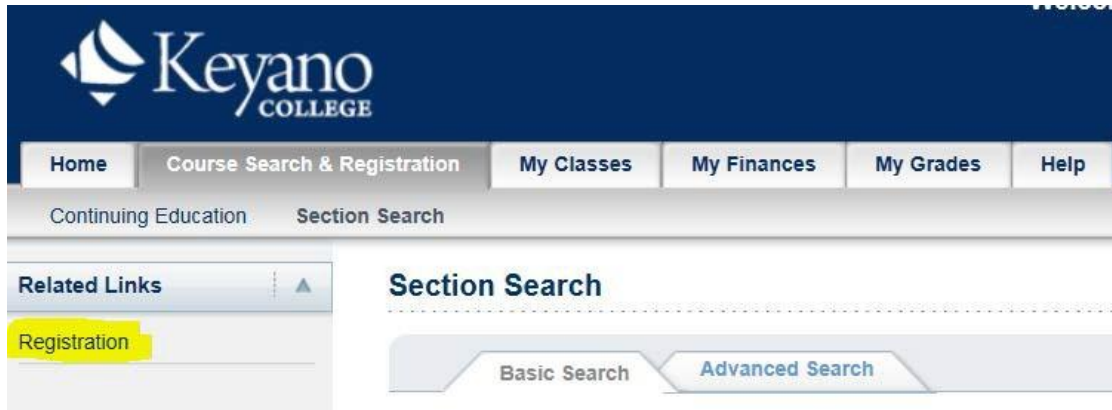 Keyano
COLLEGE
Home Course Search & Registration My Classes My Finances My Grades Help
Continuing Education Section Search
Related Links
Section Search
Registration
Basic Search Advanced Search